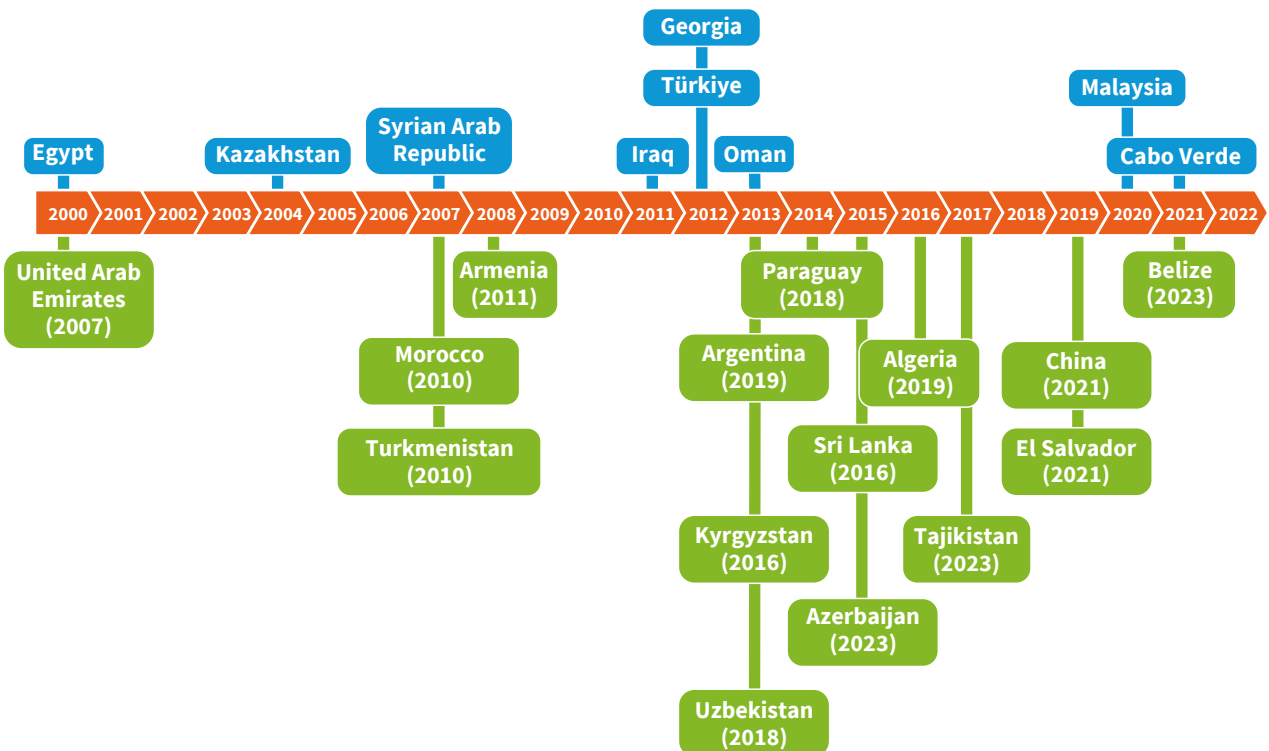 Georgia
Türkiye
Malaysia
Egypt
Kazakhstan
Syrian Arab
Republic
Iraq
Oman
Cabo Verde
2000 2001 2002 2003 2004 2005 2006 2007 2008 2009 2010 2011 2012 2013 2014 2015 2016 2017 2018 2019 2020 2021 2022
United Arab
Emirates
(2007)
Armenia
(2011)
Paraguay
(2018)
Belize
(2023)
Morocco
(2010)
Argentina
(2019)
Algeria
(2019)
China
(2021)
Turkmenistan
(2010)
Sri Lanka
(2016)
El Salvador
(2021)
Kyrgyzstan
(2016)
Tajikistan
(2023)
Azerbaijan
(2023)
Uzbekistan
(2018)